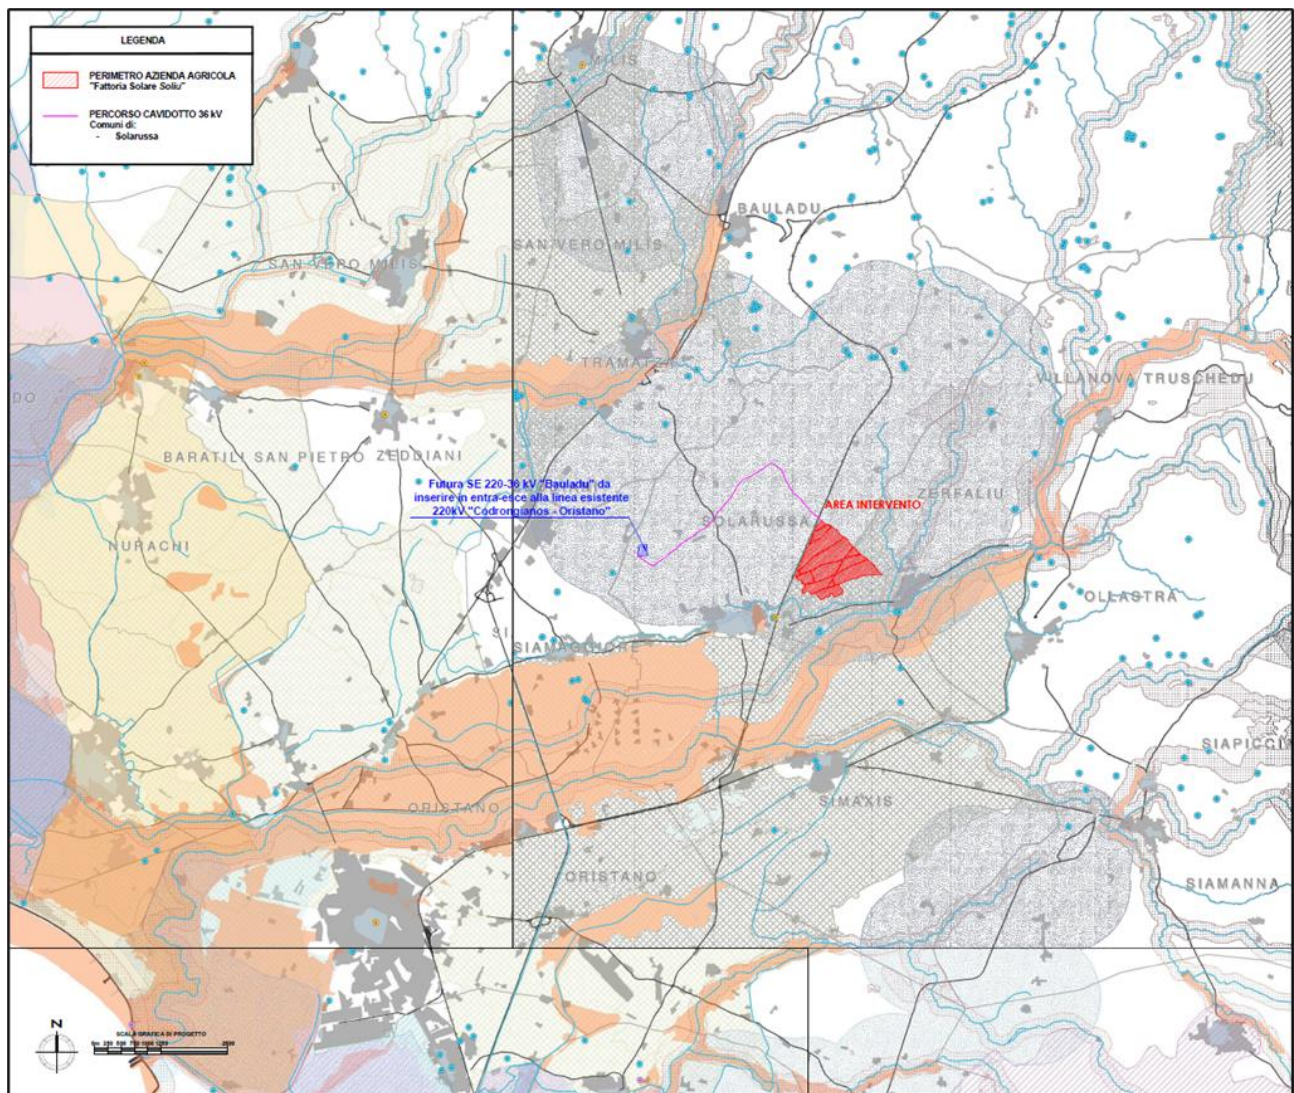 LEGENDA
PERIMETRO AZIENDA AGRICOLA
"Fattoria Solare Soliu"
PERCORSO CAVIDOTTO 36 kV
Comuni di:
- Solarussa
MILIS
BAULADU
SAN VERO MILIS
SAN VERO MILIS
VILLANOVA TRUSCHEDU
BARATILI SAN PIETRO
ZEDDIANI
Futura SE 220-36 kV "Bauladu" da
inserire in entra-esce alla linea esistente
220kV "Codrongianos - Oristano"
ZERFALIU
AREA INTERVENTO
SOLARUSSA
NURACHI
OLLASTRA
SIAMAGGIORE
ORISTANO
SIMAXIS
ORISTANO
SIAMANNA
N
SCALA GRAFICA DI PROGETTO